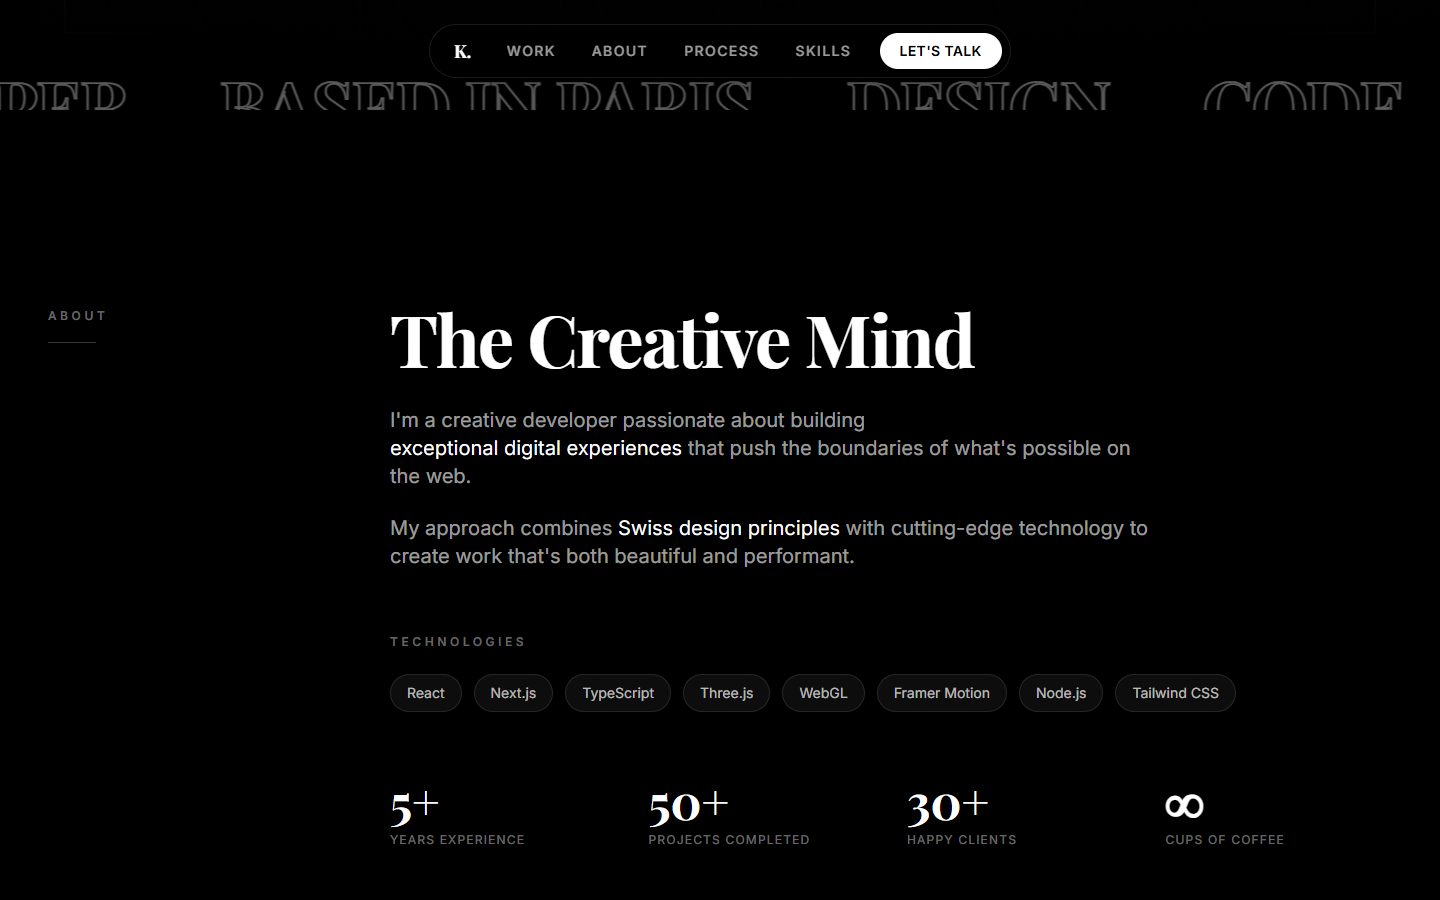 K. WORK ABOUT PROCESS SKILLS LET'S TALK
BASED IN PARIS DESIGN CODE
ABOUT
The Creative Mind
I'm a creative developer passionate about building
exceptional digital experiences that push the boundaries of what's possible on
the web.
My approach combines Swiss design principles with cutting-edge technology to
create work that's both beautiful and performant.
TECHNOLOGIES
React Next.js TypeScript Three.js WebGL Framer Motion Node.js Tailwind CSS
5+ 50+ 30+ ∞
YEARS EXPERIENCE PROJECTS COMPLETED HAPPY CLIENTS CUPS OF COFFEE